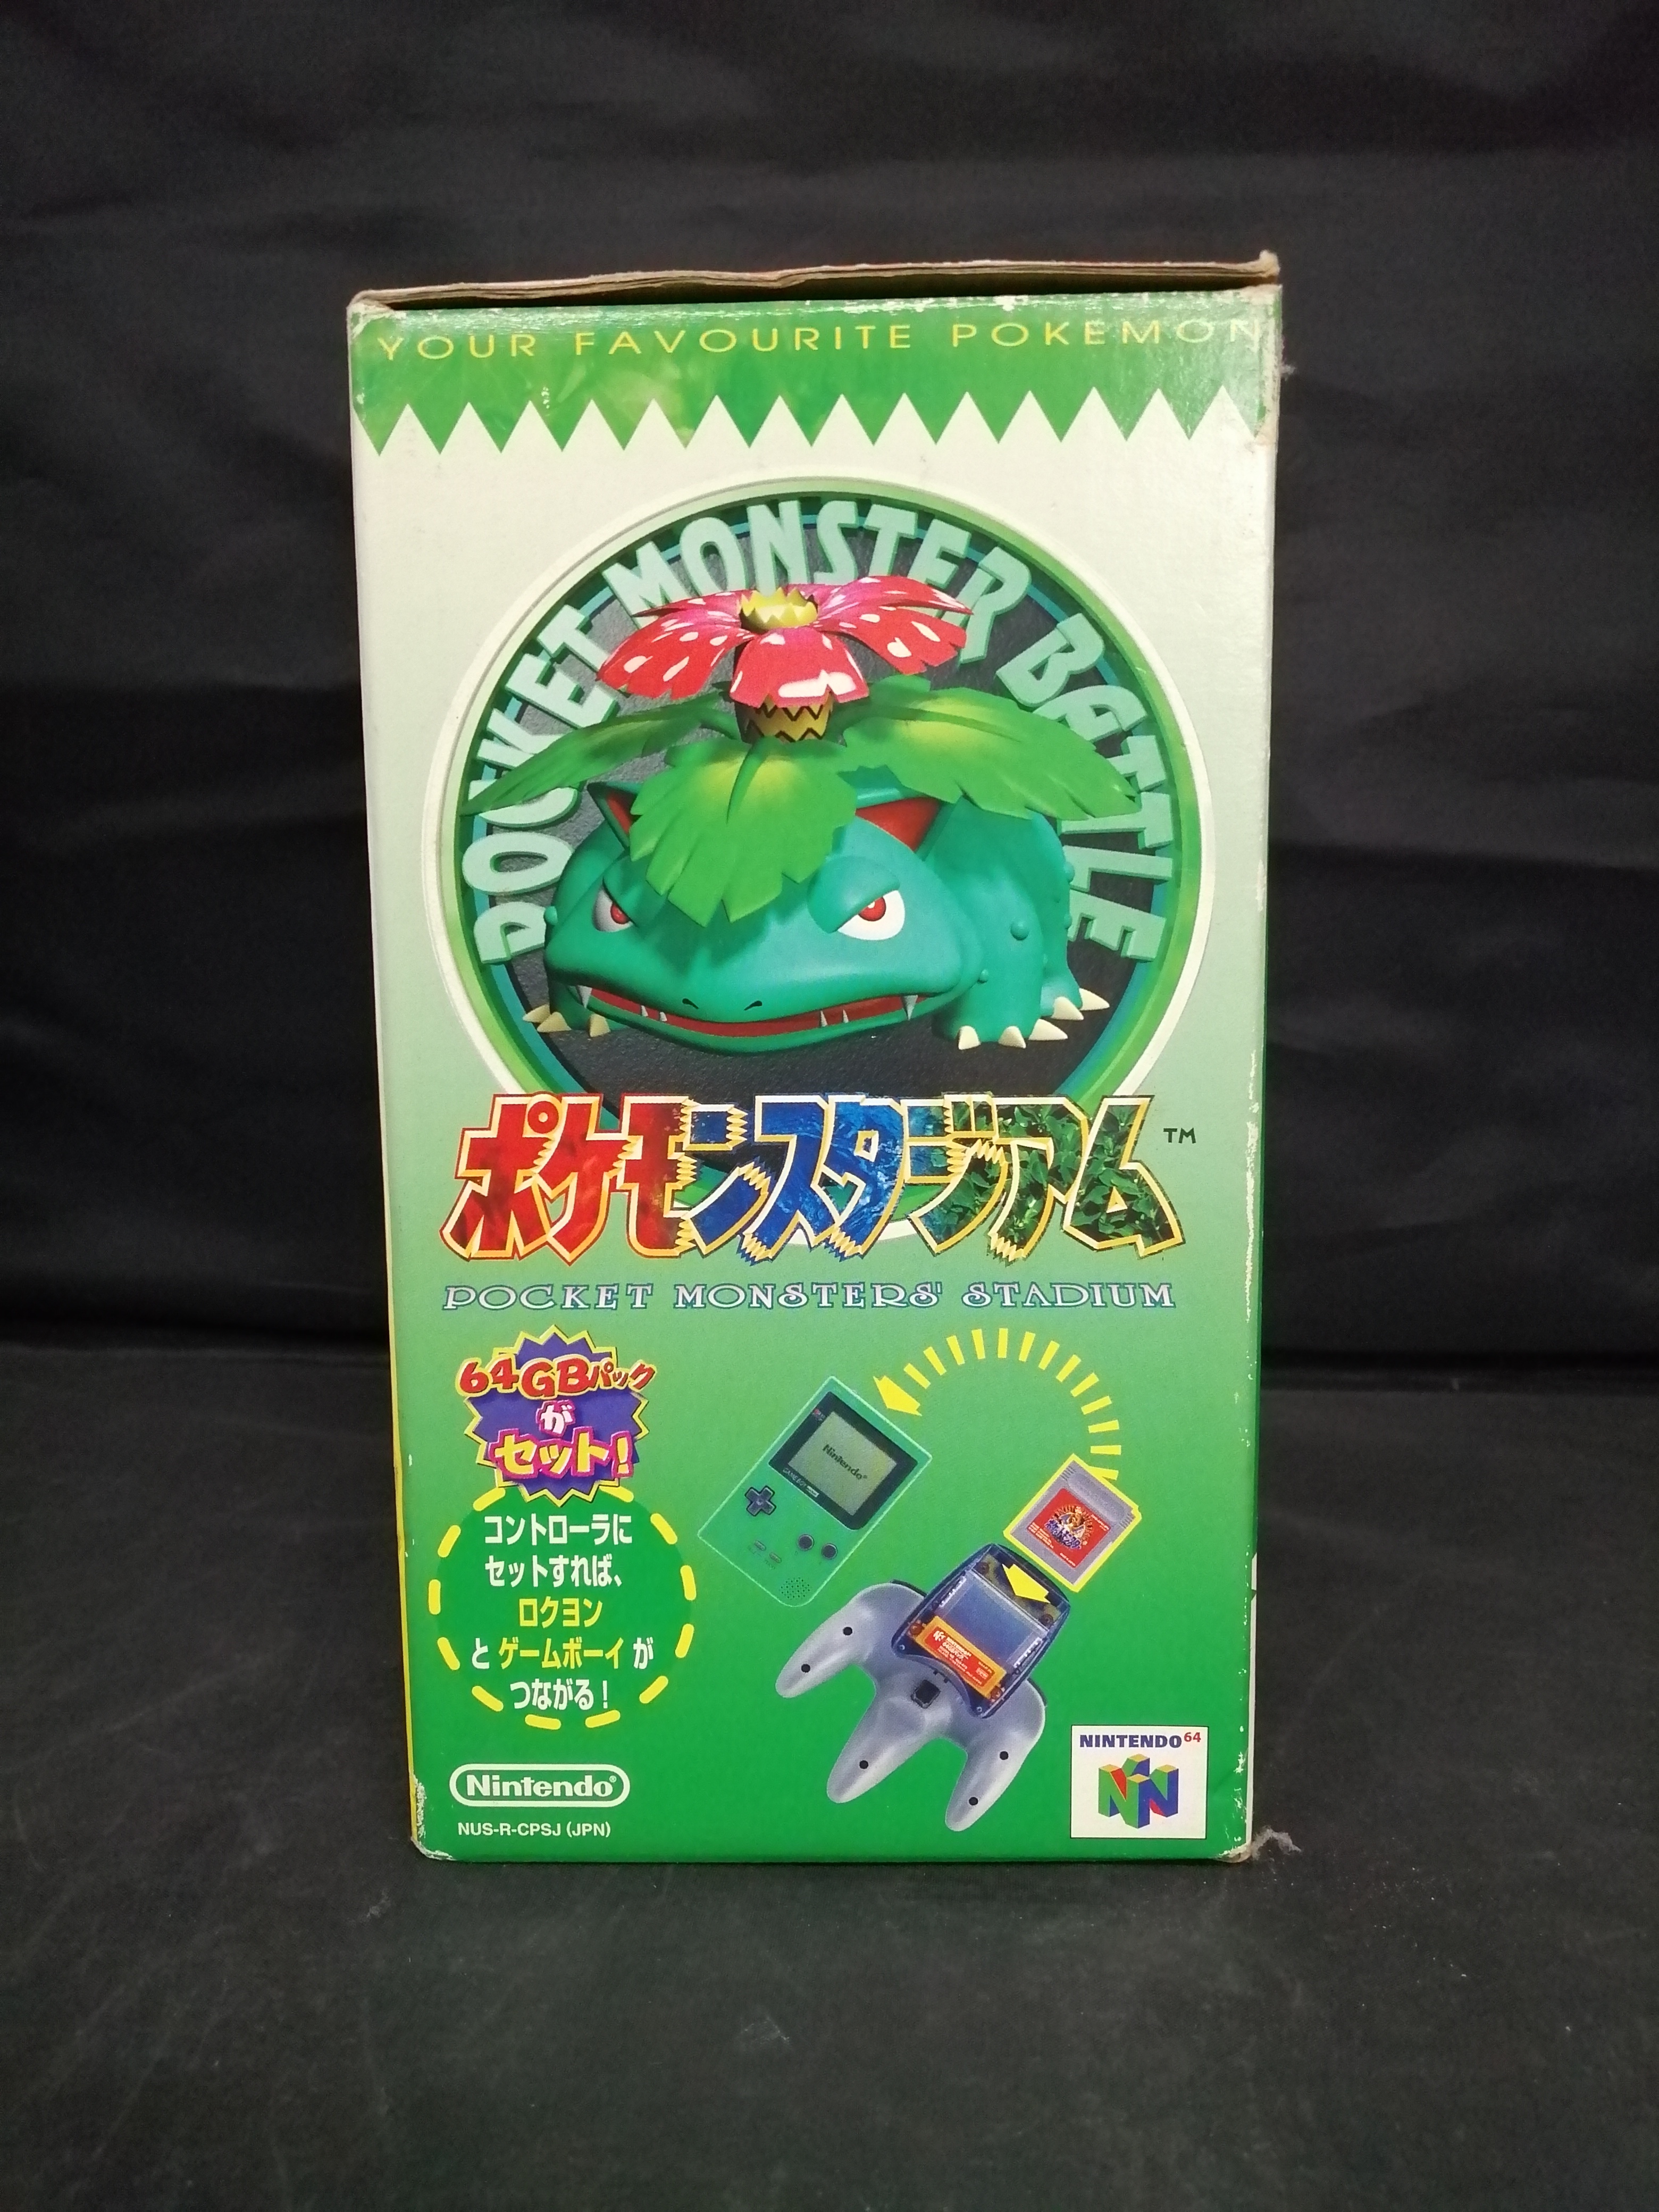 YOUR FAVOURITE POKEMON
POCKET MONSTER BATTLE
ポケモンスタジアム TM
POCKET MONSTERS' STADIUM
64GBパック
が
セット!
コントローラに
セットすれば、
ロクヨン
とゲームボーイが
つながる!
Nintendo
GAME BOY
Nintendo®
NUS-R-CPSJ (JPN)
NINTENDO64